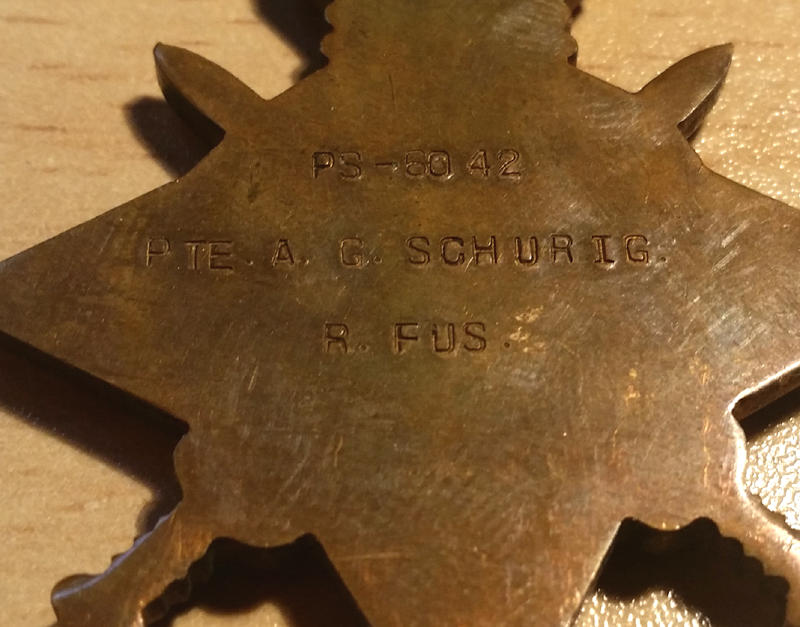 PS-6042
PTE. A. G. SCHURIG.
R. FUS.